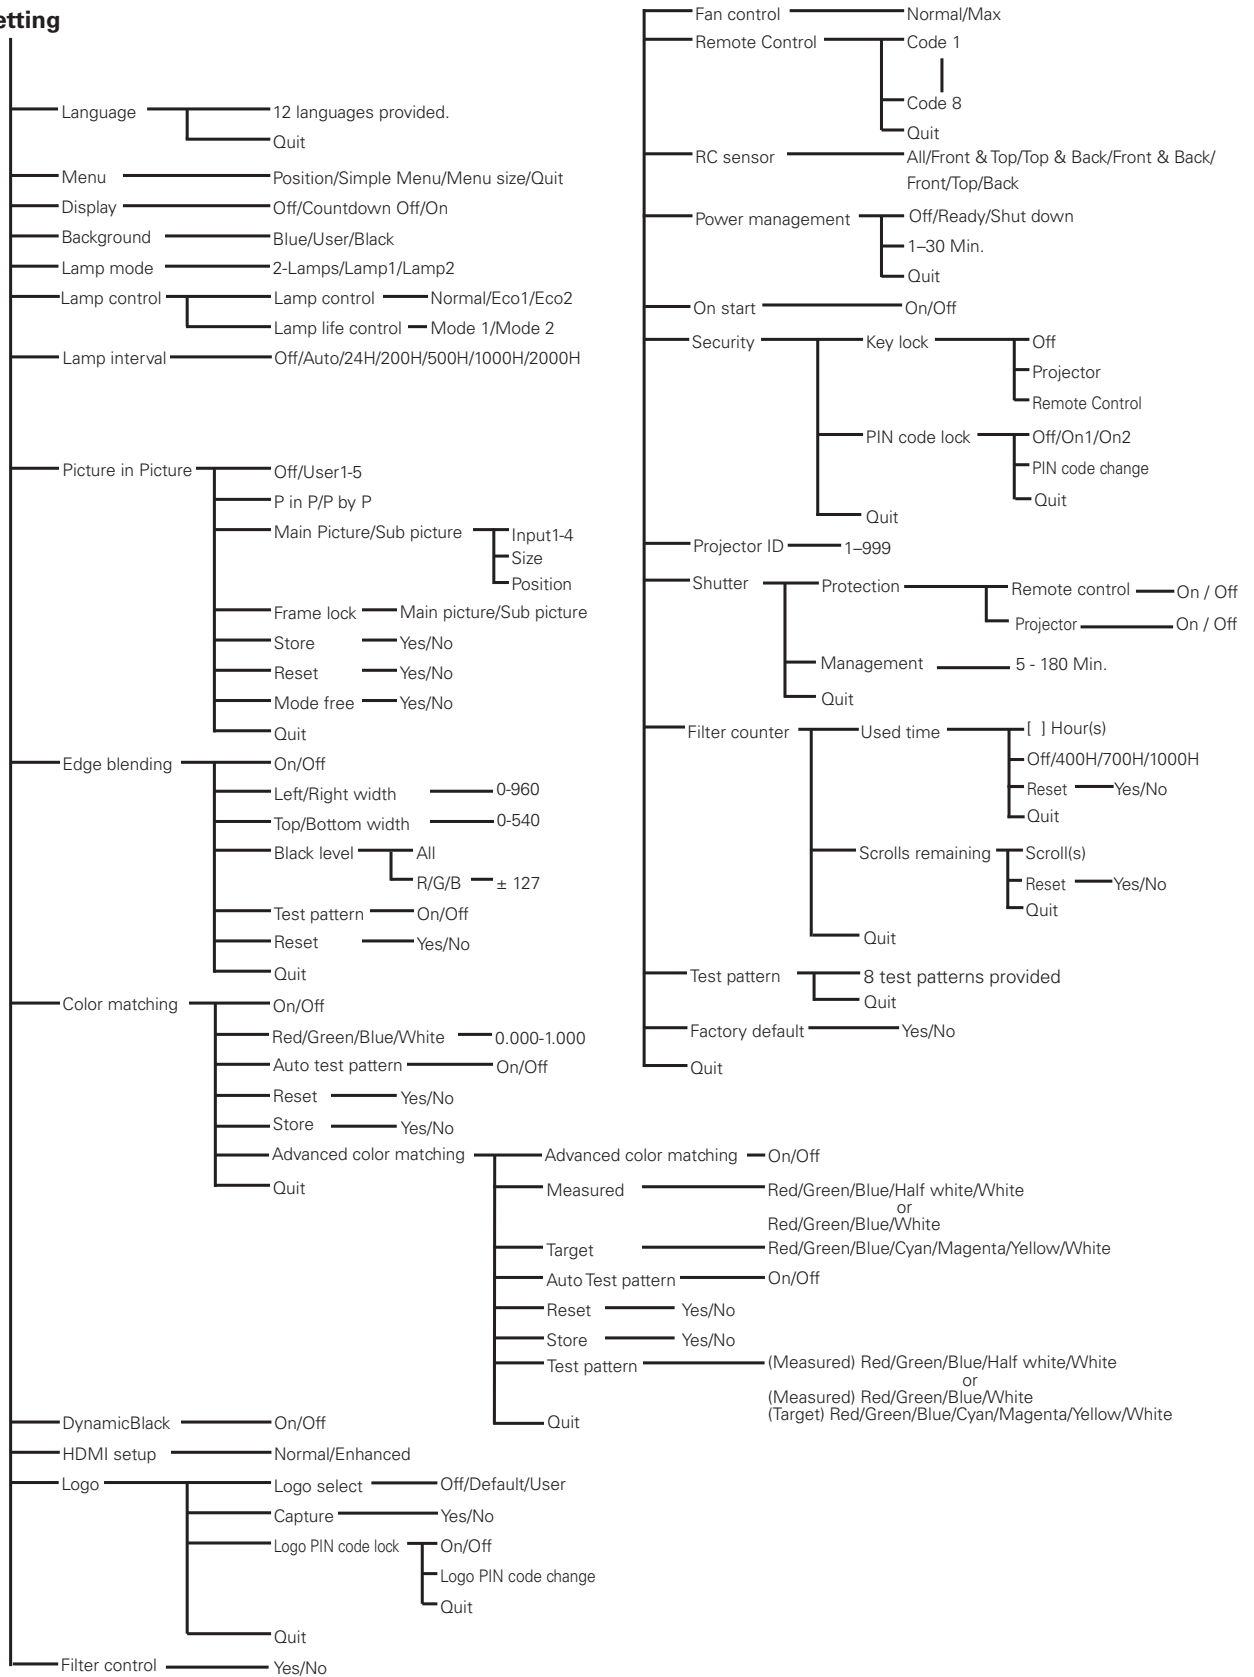 etting
Language 12 languages provided.
Quit
Menu Position/Simple Menu/Menu size/Quit
Display Off/Countdown Off/On
Background Blue/User/Black
Lamp mode 2-Lamps/Lamp1/Lamp2
Lamp control Lamp control Normal/Eco1/Eco2
Lamp life control Mode 1/Mode 2
Lamp interval Off/Auto/24H/200H/500H/1000H/2000H
Picture in Picture Off/User1-5
P in P/P by P
Main Picture/Sub picture Input1-4
Size
Position
Frame lock Main picture/Sub picture
Store Yes/No
Reset Yes/No
Mode free Yes/No
Quit
Edge blending On/Off
Left/Right width 0-960
Top/Bottom width 0-540
Black level All
R/G/B ± 127
Test pattern On/Off
Reset Yes/No
Quit
Color matching On/Off
Red/Green/Blue/White 0.000-1.000
Auto test pattern On/Off
Reset Yes/No
Store Yes/No
Advanced color matching Advanced color matching On/Off
Quit
Measured Red/Green/Blue/Half white/White
or
Red/Green/Blue/White
Target Red/Green/Blue/Cyan/Magenta/Yellow/White
Auto Test pattern On/Off
Reset Yes/No
Store Yes/No
Test pattern (Measured) Red/Green/Blue/Half white/White
or
(Measured) Red/Green/Blue/White
(Target) Red/Green/Blue/Cyan/Magenta/Yellow/White
Quit
DynamicBlack On/Off
HDMI setup Normal/Enhanced
Logo Logo select Off/Default/User
Capture Yes/No
Logo PIN code lock On/Off
Logo PIN code change
Quit
Quit
Filter control Yes/No
Fan control Normal/Max
Remote Control Code 1
Code 8
Quit
RC sensor All/Front & Top/Top & Back/Front & Back/
Front/Top/Back
Power management Off/Ready/Shut down
1–30 Min.
Quit
On start On/Off
Security Key lock Off
Projector
Remote Control
PIN code lock Off/On1/On2
PIN code change
Quit
Quit
Projector ID 1–999
Shutter Protection Remote control On / Off
Projector On / Off
Management 5 - 180 Min.
Quit
Filter counter Used time [ ] Hour(s)
Off/400H/700H/1000H
Reset Yes/No
Quit
Scrolls remaining Scroll(s)
Reset Yes/No
Quit
Quit
Test pattern 8 test patterns provided
Quit
Factory default Yes/No
Quit